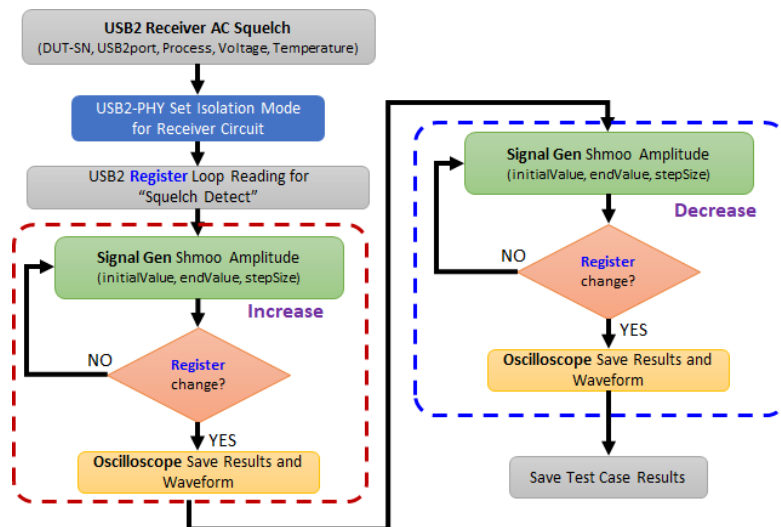 USB2 Receiver AC Squelch
(DUT-SN, USB2port, Process, Voltage, Temperature)
USB2-PHY Set Isolation Mode
for Receiver Circuit
USB2 Register Loop Reading for
“Squelch Detect”
Signal Gen Shmoo Amplitude
(initialValue, endValue, stepSize)
Increase
NO
Register
change?
YES
Oscilloscope Save Results and
Waveform
Signal Gen Shmoo Amplitude
(initialValue, endValue, stepSize)
Decrease
NO
Register
change?
YES
Oscilloscope Save Results and
Waveform
Save Test Case Results